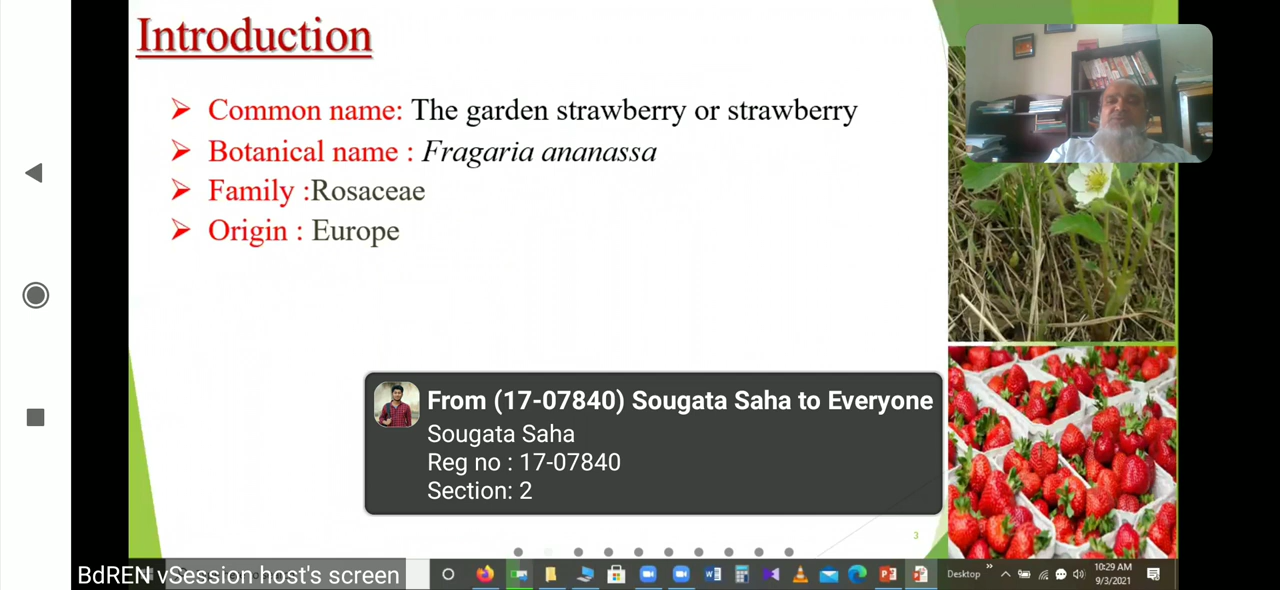 Introduction
➢ Common name: The garden strawberry or strawberry
➢ Botanical name : Fragaria ananassa
➢ Family :Rosaceae
➢ Origin : Europe
From (17-07840) Sougata Saha to Everyone
Sougata Saha
Reg no : 17-07840
Section: 2
3
BdREN vSession host's screen
Desktop
10:29 AM
9/3/2021